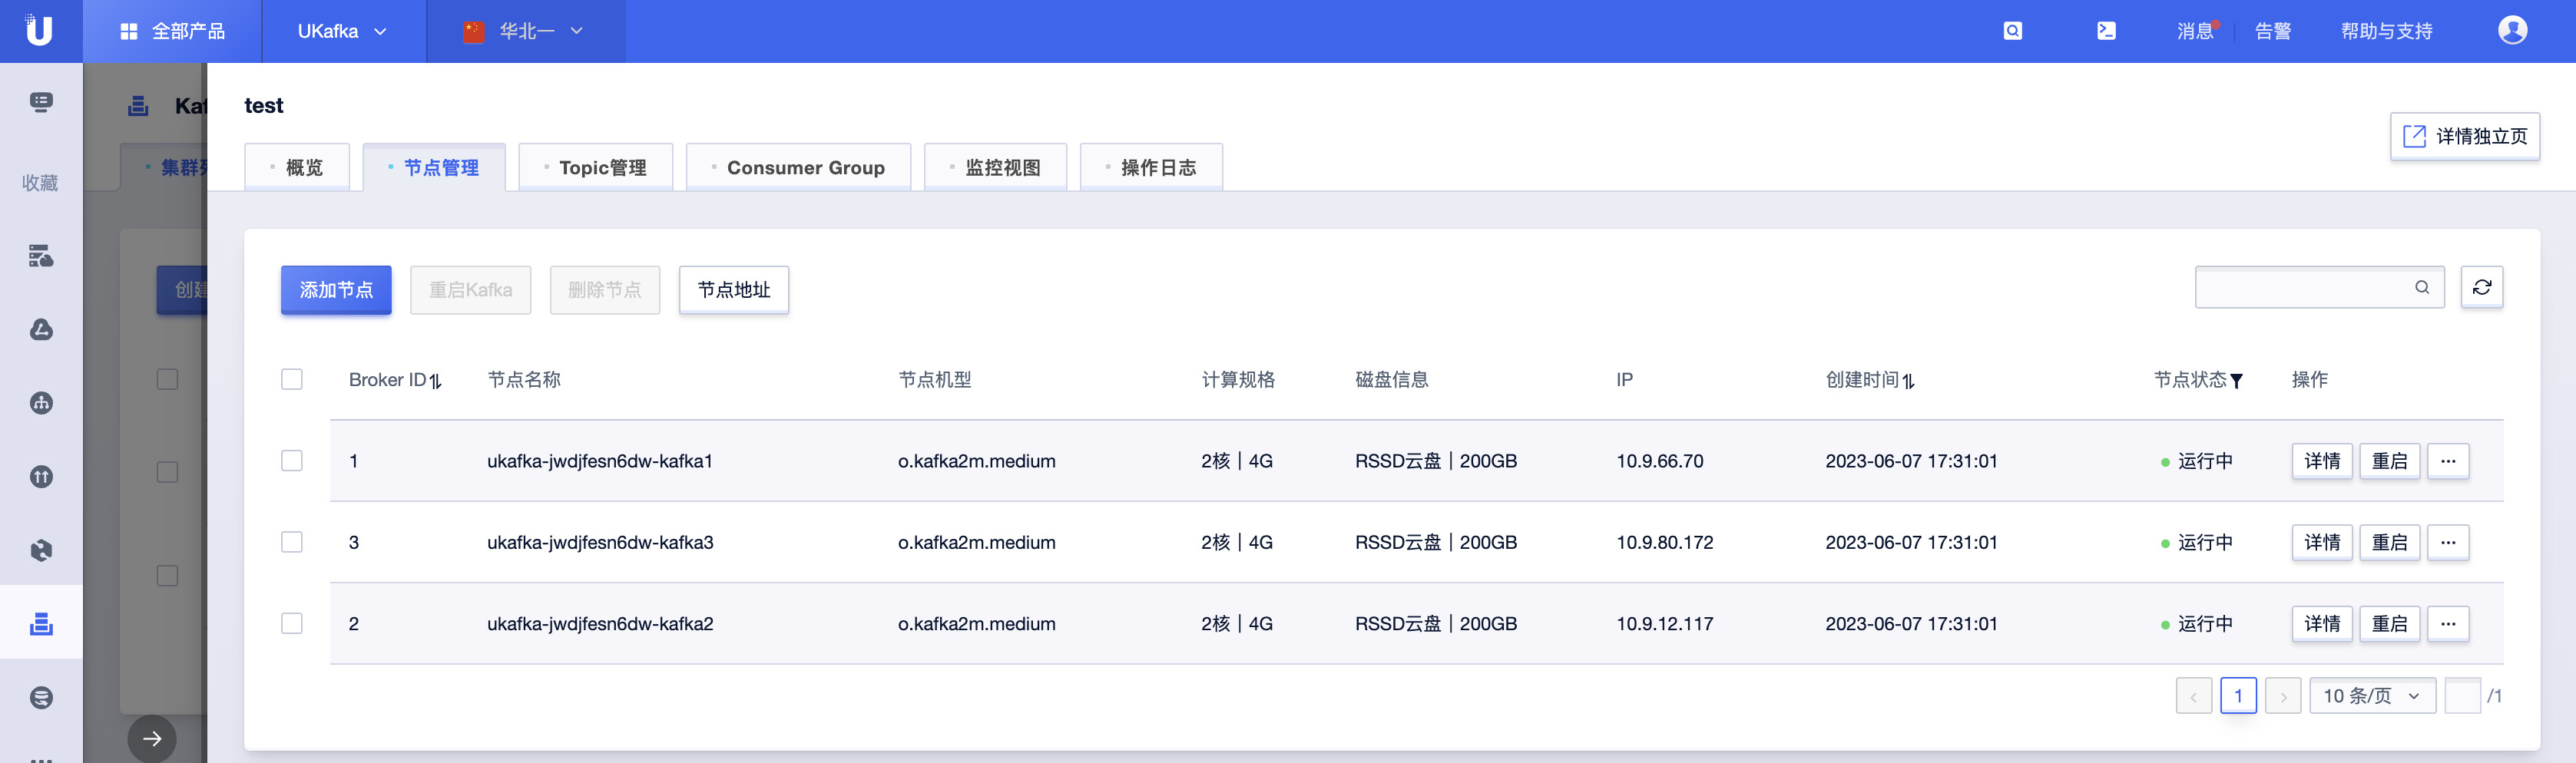 全部产品
UKafka
华北一
消息
告警
帮助与支持
收藏
test
详情独立页
概览
节点管理
Topic管理
Consumer Group
监控视图
操作日志
添加节点
重启Kafka
删除节点
节点地址
Broker ID 节点名称 节点机型 计算规格 磁盘信息 IP 创建时间 节点状态 操作
1 ukafka-jwdjfesn6dw-kafka1 o.kafka2m.medium 2核｜4G RSSD云盘｜200GB 10.9.66.70 2023-06-07 17:31:01 运行中 详情 重启 ...
3 ukafka-jwdjfesn6dw-kafka3 o.kafka2m.medium 2核｜4G RSSD云盘｜200GB 10.9.80.172 2023-06-07 17:31:01 运行中 详情 重启 ...
2 ukafka-jwdjfesn6dw-kafka2 o.kafka2m.medium 2核｜4G RSSD云盘｜200GB 10.9.12.117 2023-06-07 17:31:01 运行中 详情 重启 ...
1 10 条/页 /1